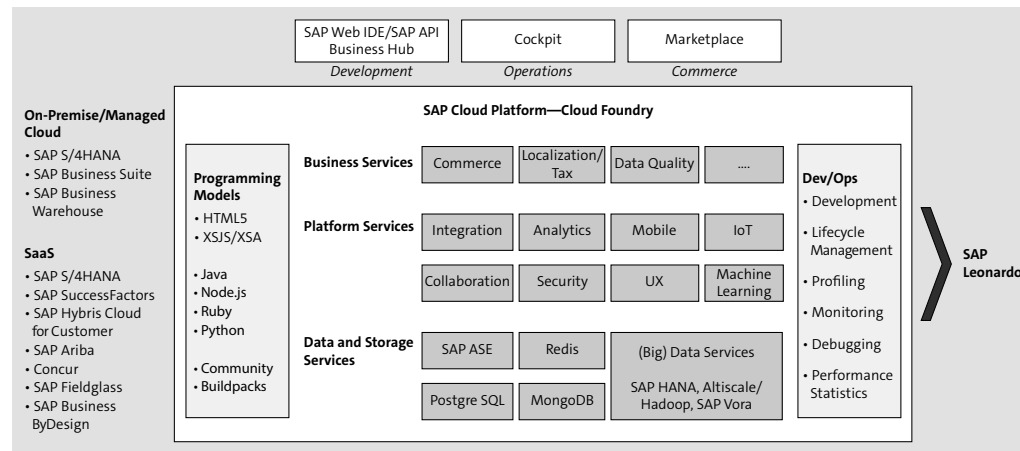 SAP Web IDE/SAP API
Business Hub
Cockpit
Marketplace
Development
Operations
Commerce
On-Premise/Managed
Cloud
• SAP S/4HANA
• SAP Business Suite
• SAP Business
Warehouse
SaaS
• SAP S/4HANA
• SAP SuccessFactors
• SAP Hybris Cloud
for Customer
• SAP Ariba
• Concur
• SAP Fieldglass
• SAP Business
ByDesign
SAP Cloud Platform—Cloud Foundry
Programming
Models
• HTML5
• XSJS/XSA
• Java
• Node.js
• Ruby
• Python
• Community
• Buildpacks
Business Services
Commerce
Localization/
Tax
Data Quality
....
Platform Services
Integration
Analytics
Mobile
IoT
Collaboration
Security
UX
Machine
Learning
Data and Storage
Services
SAP ASE
Redis
(Big) Data Services
Postgre SQL
MongoDB
SAP HANA, Altiscale/
Hadoop, SAP Vora
Dev/Ops
• Development
• Lifecycle
Management
• Profiling
• Monitoring
• Debugging
• Performance
Statistics
SAP
Leonardo